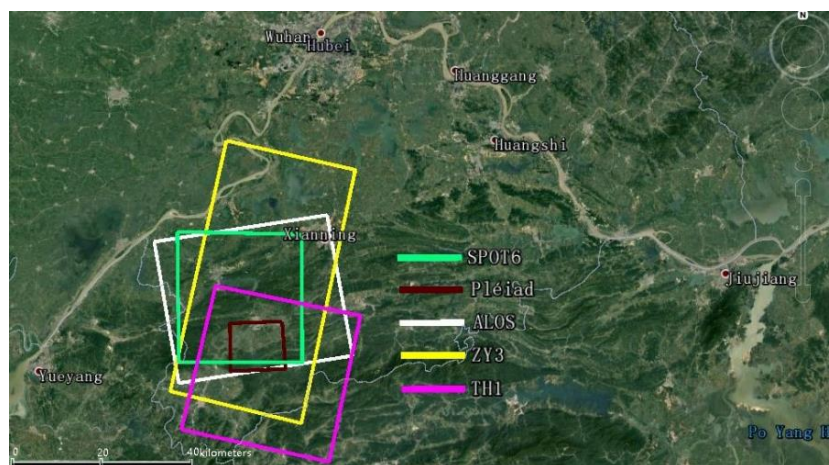 N
Wuhan
Hubei
Huanggang
Huangshi
Xianning
SPOT6
Pléiad
ALOS
ZY3
TH1
Jiujiang
Yueyang
Po Yang H
0 20 40kilometers